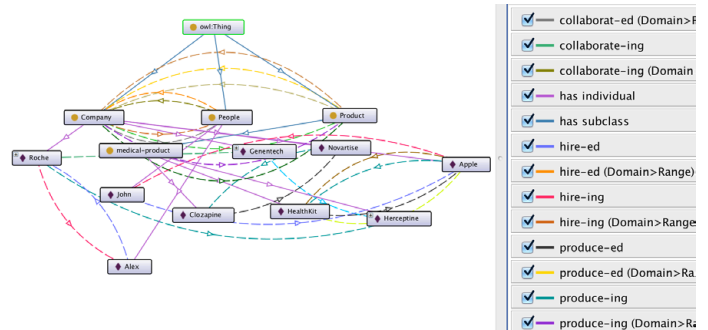 owl:Thing
Company
People
Product
Roche
medical-product
Genentech
Novartise
Apple
John
Clozapine
HealthKit
Herceptine
Alex
collaborat-ed (Domain>R
collaborate-ing
collaborate-ing (Domain
has individual
has subclass
hire-ed
hire-ed (Domain>Range)
hire-ing
hire-ing (Domain>Range
produce-ed
produce-ed (Domain>Ra
produce-ing
produce-ing (Domain>Ra